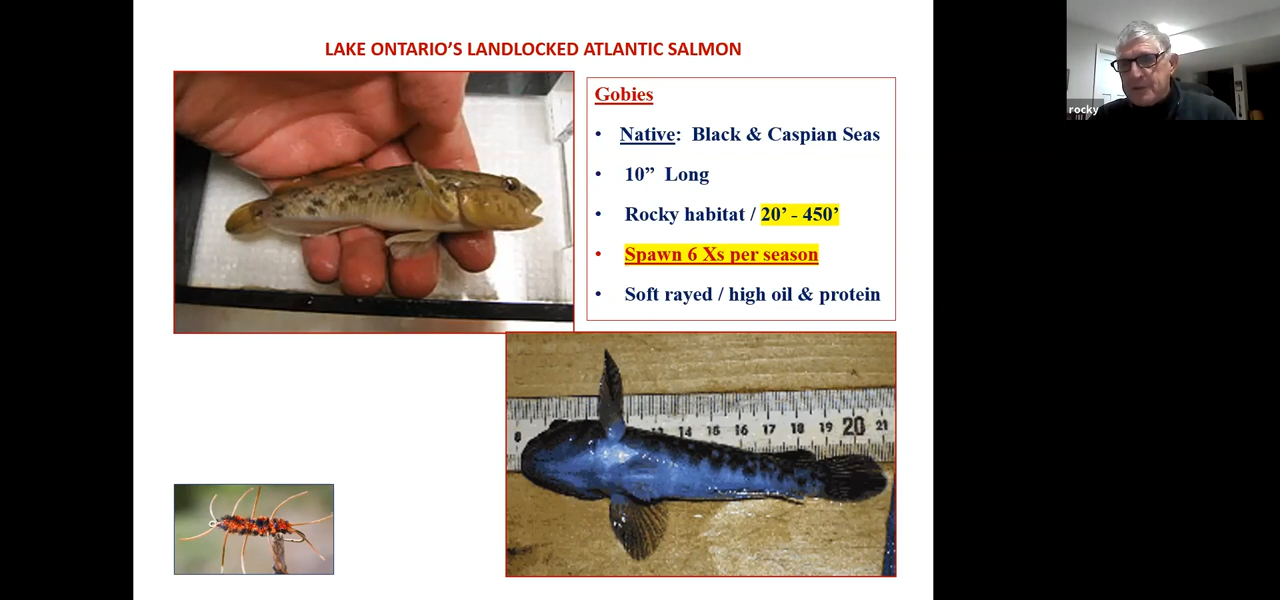 LAKE ONTARIO’S LANDLOCKED ATLANTIC SALMON
Gobies
• Native: Black & Caspian Seas
• 10” Long
• Rocky habitat / 20’ - 450’
• Spawn 6 Xs per season
• Soft rayed / high oil & protein
rocky
8 14 15 16 17 18 19 20 21